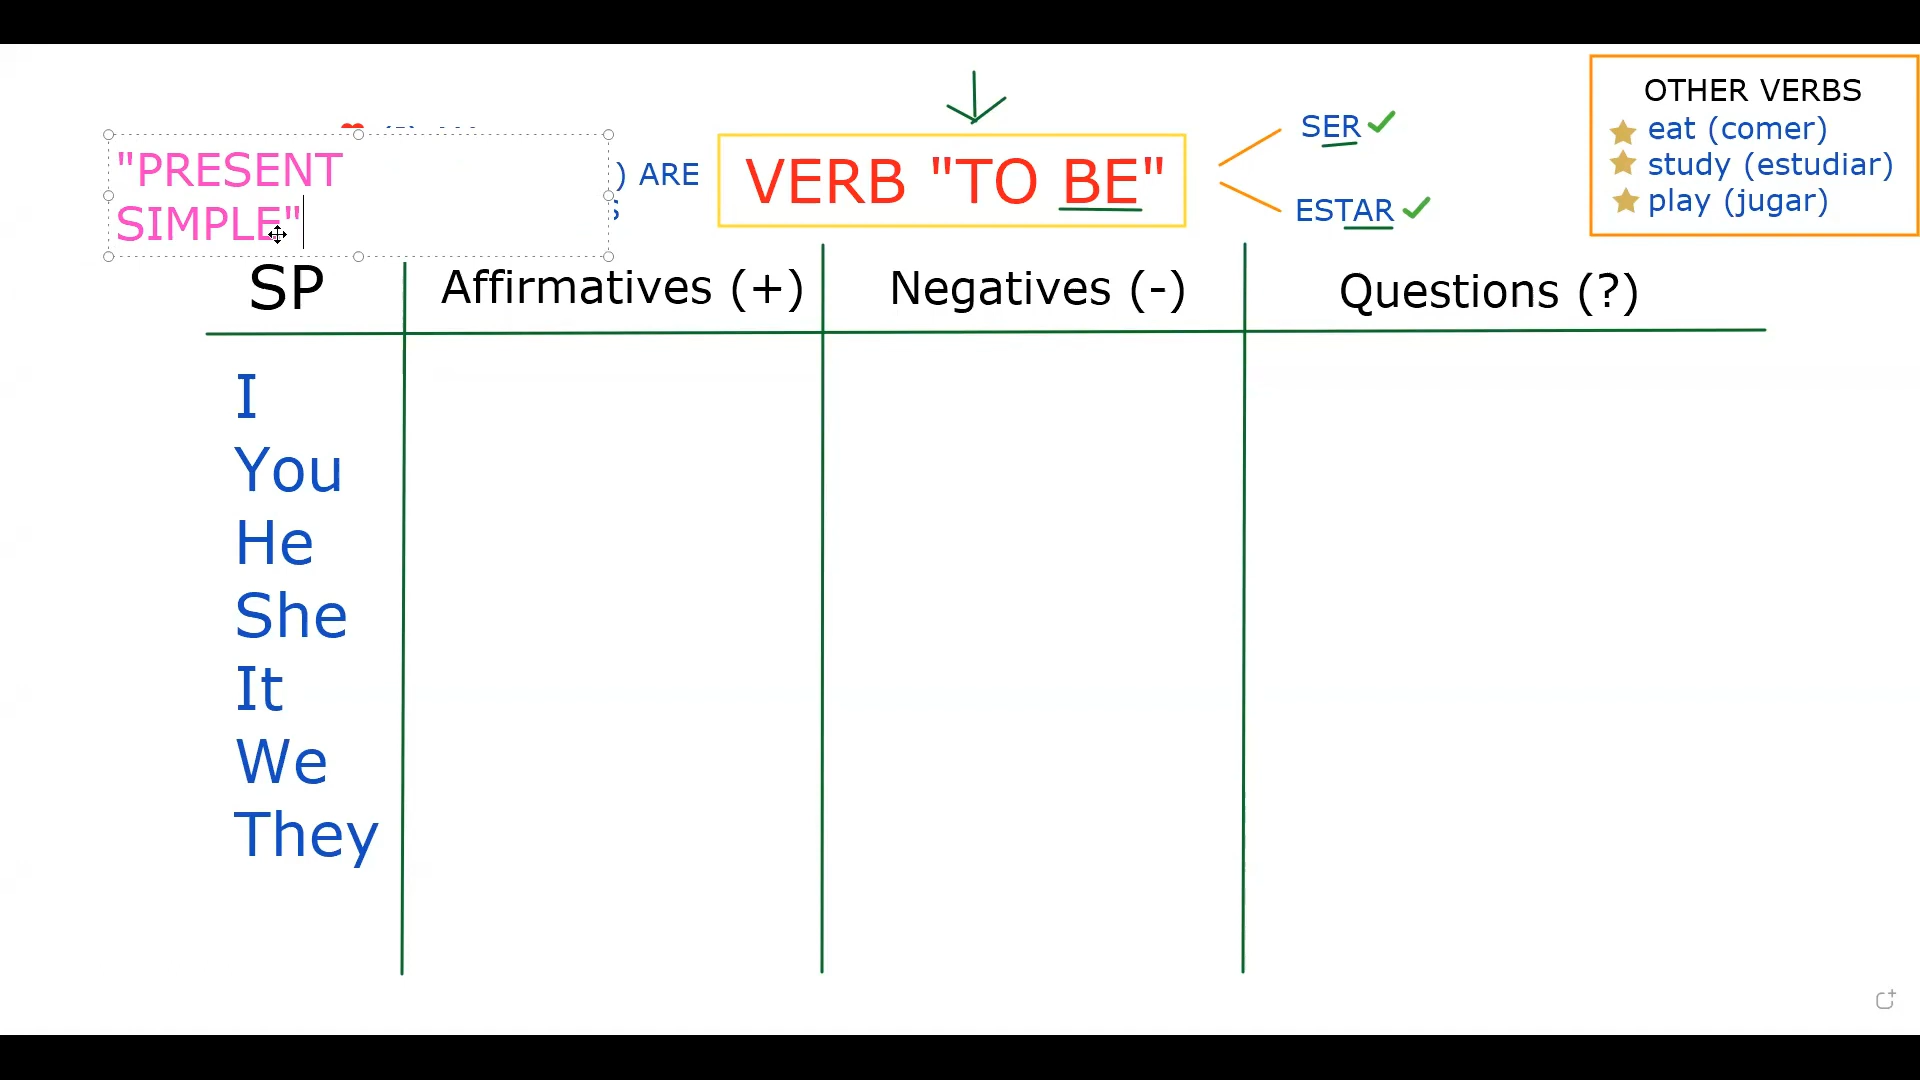 "PRESENT
SIMPLE"
) ARE
VERB "TO BE"
SER
ESTAR
OTHER VERBS
eat (comer)
study (estudiar)
play (jugar)
SP
Affirmatives (+)
Negatives (-)
Questions (?)
I
You
He
She
It
We
They